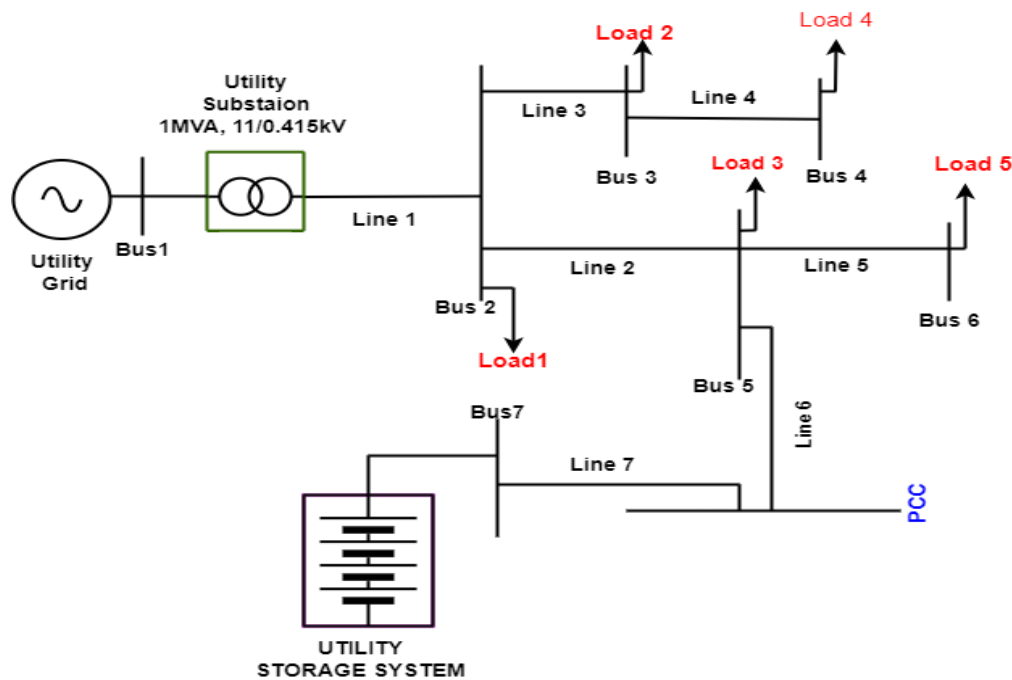 Load 2
Load 4
Utility
Substaion
1MVA, 11/0.415kV
Line 3
Line 4
Load 3
Load 5
Bus 3
Bus 4
Bus1
Line 1
Utility
Grid
Line 2
Line 5
Bus 2
Bus 6
Load1
Bus 5
Bus7
Line 6
Line 7
PCC
UTILITY
STORAGE SYSTEM